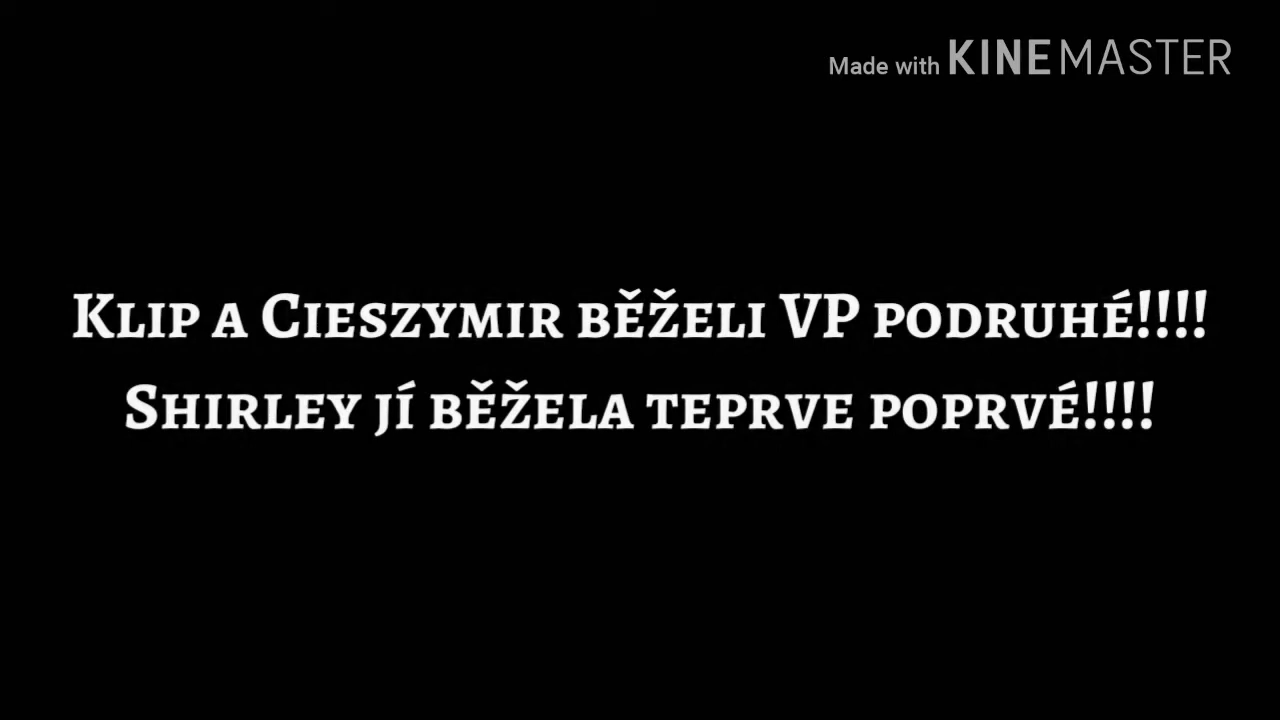 Made with KINEMASTER
Klip a Cieszymir běželi VP podruhé!!!!
Shirley jí běžela teprve poprvé!!!!